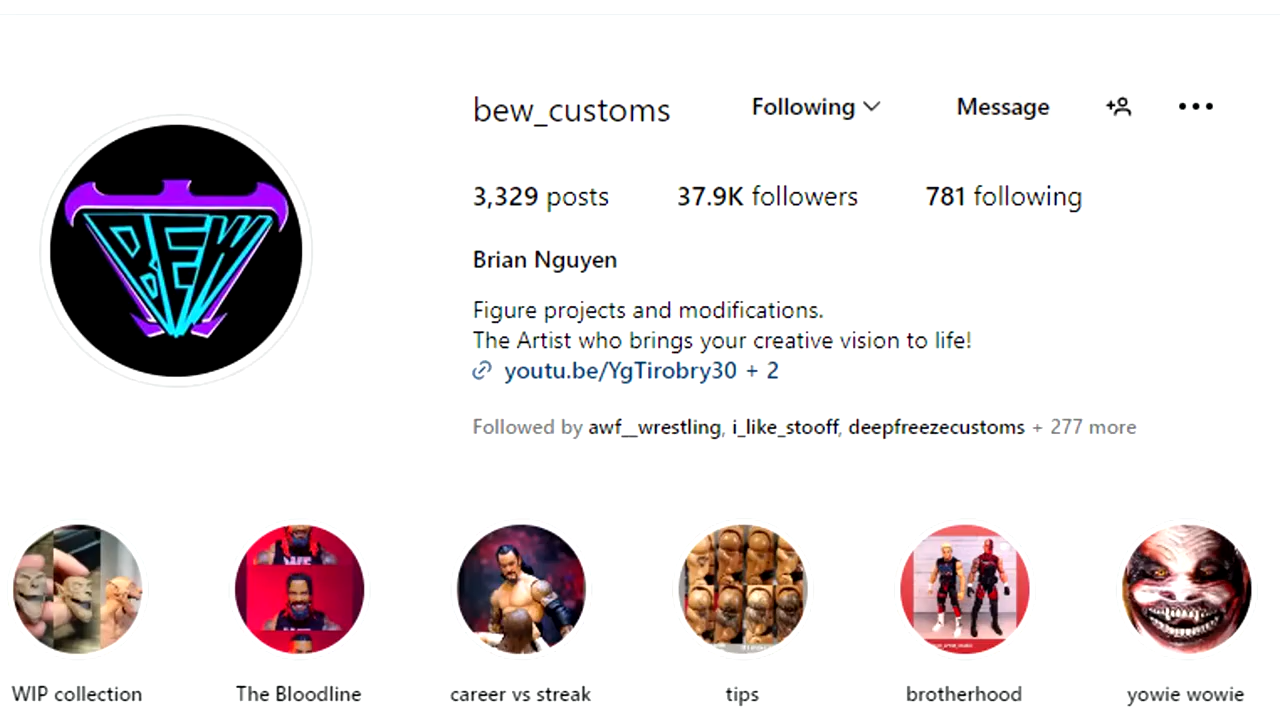 bew_customs Following Message
3,329 posts 37.9K followers 781 following
BEW
Brian Nguyen
Figure projects and modifications.
The Artist who brings your creative vision to life!
youtu.be/YgTirobry30 + 2
Followed by awf__wrestling, i_like_stooff, deepfreezecustoms + 277 more
WIP collection The Bloodline career vs streak tips brotherhood yowie wowie